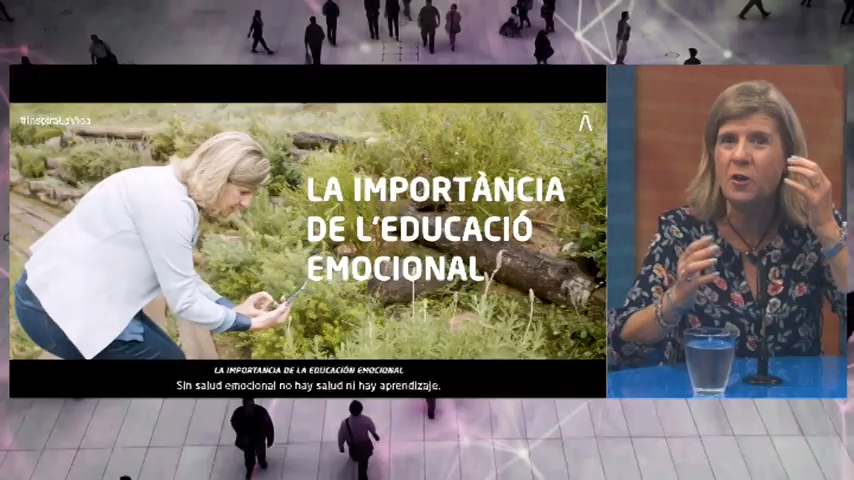 LA IMPORTÀNCIA
DE L'EDUCACIÓ
EMOCIONAL
LA IMPORTANCIA DE LA EDUCACIÓN EMOCIONAL
Sin salud emocional no hay salud ni hay aprendizaje.